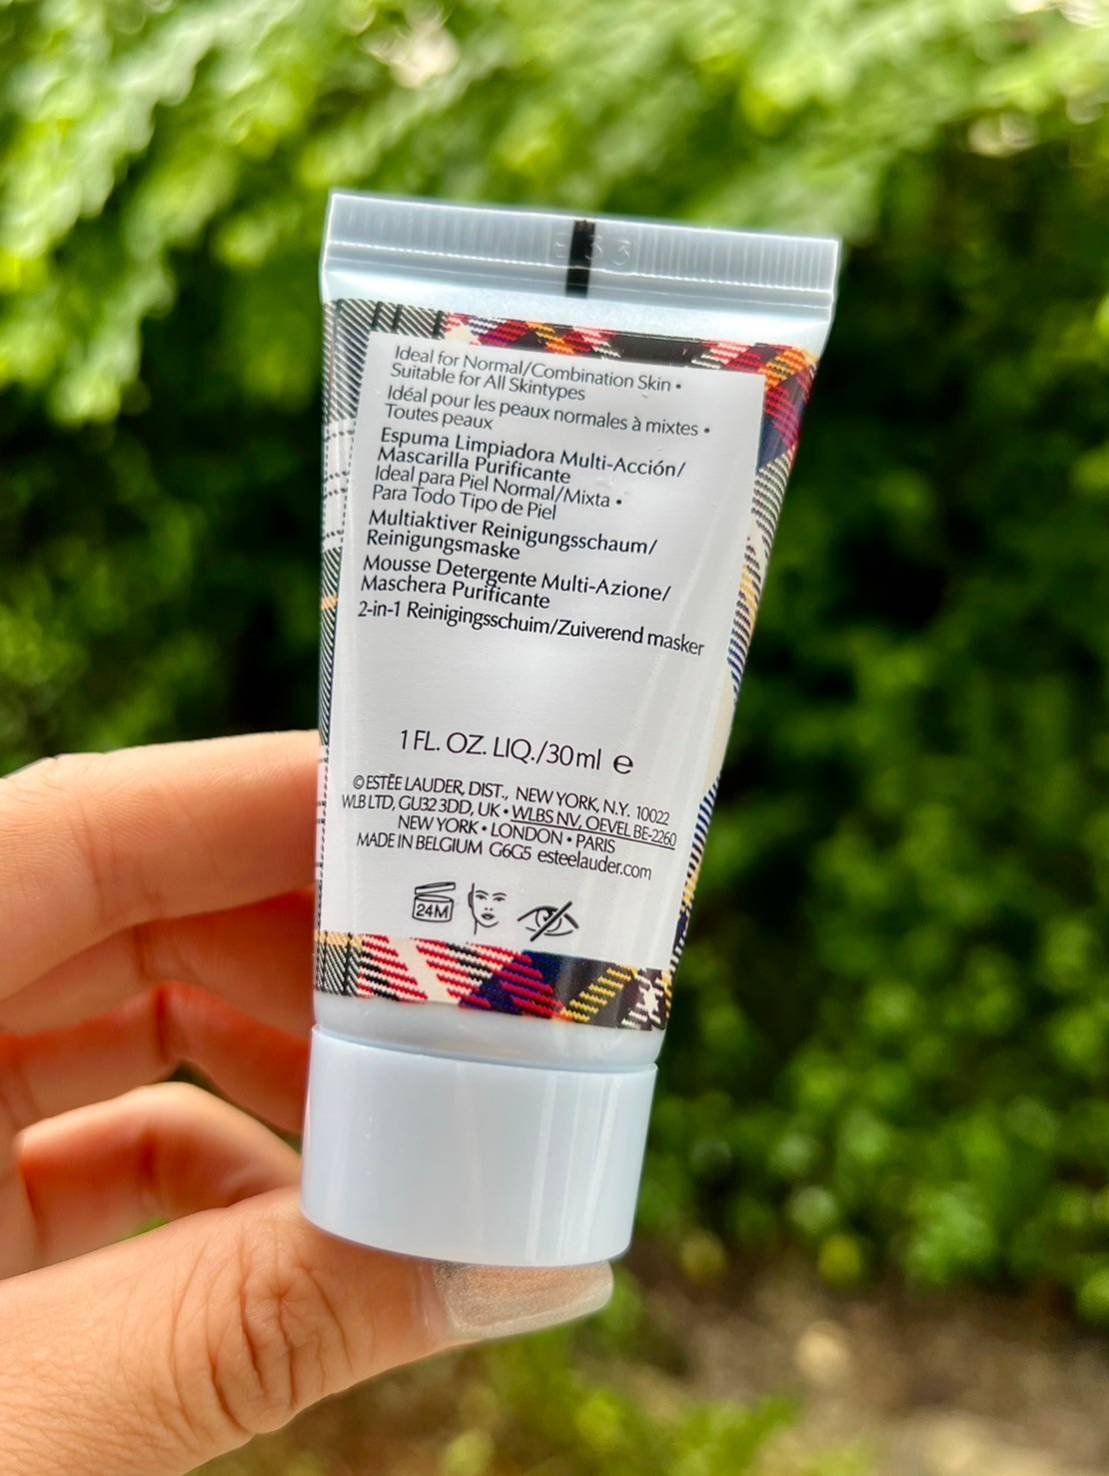 Ideal for Normal/Combination Skin •
Suitable for All Skintypes
Idéal pour les peaux normales à mixtes •
Toutes peaux
Espuma Limpiadora Multi-Acción/
Mascarilla Purificante
Ideal para Piel Normal/Mixta •
Para Todo Tipo de Piel
Multiaktiver Reinigungsschaum/
Reinigungsmaske
Mousse Detergente Multi-Azione/
Maschera Purificante
2-in-1 Reinigingsschuim/Zuiverend masker
1 FL. OZ. LIQ./30 ml e
© ESTĒE LAUDER, DIST., NEW YORK, N.Y. 10022
WLB LTD, GU32 3DD, UK • WLBS NV, OEVEL BE-2260
NEW YORK • LONDON • PARIS
MADE IN BELGIUM G6G5 esteelauder.com
24M